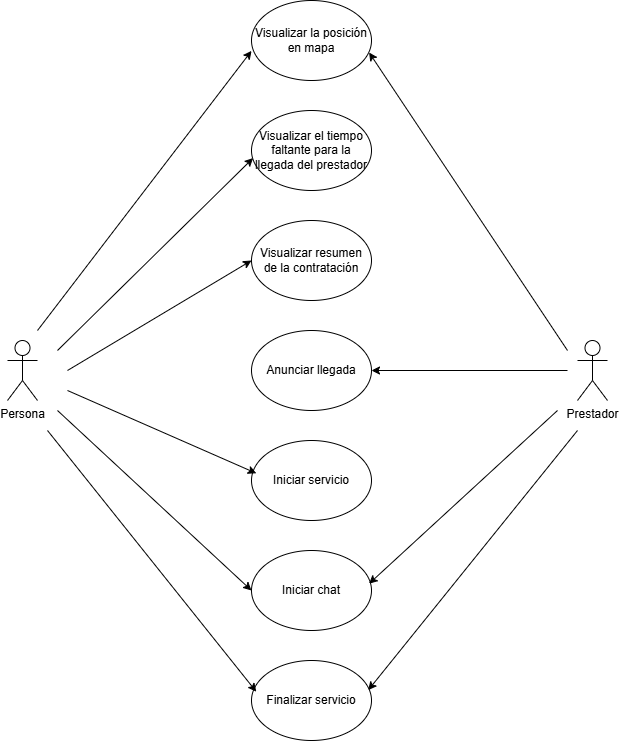 Visualizar la posición
en mapa
Visualizar el tiempo
faltante para la
llegada del prestador
Visualizar resumen
de la contratación
Anunciar llegada
Persona
Prestador
Iniciar servicio
Iniciar chat
Finalizar servicio